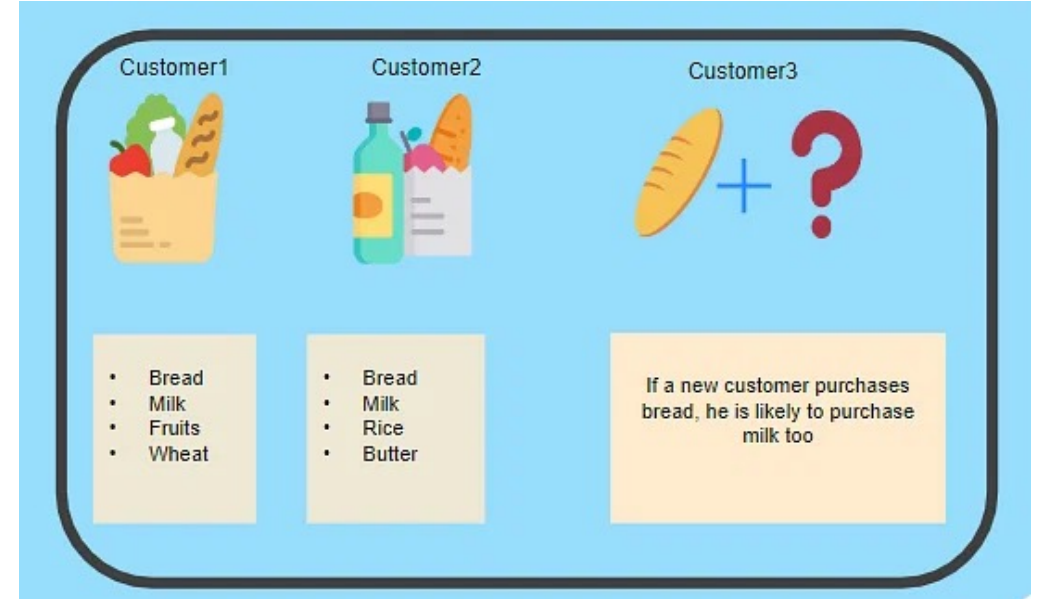 Customer1
Customer2
Customer3
• Bread
• Milk
• Fruits
• Wheat
• Bread
• Milk
• Rice
• Butter
If a new customer purchases
bread, he is likely to purchase
milk too